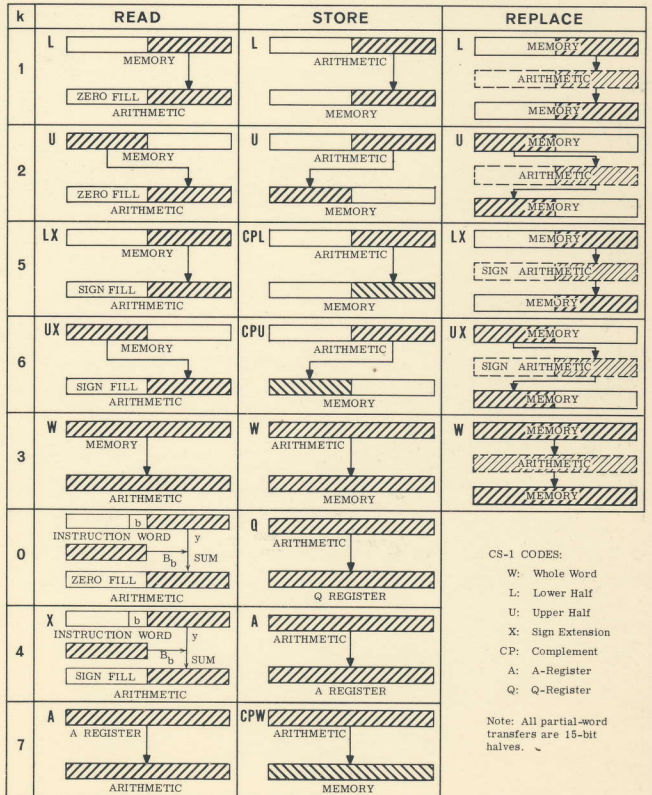 k READ STORE REPLACE
1
L
MEMORY
ZERO FILL
ARITHMETIC
L
ARITHMETIC
MEMORY
L
MEMORY
ARITHMETIC
MEMORY
2
U
MEMORY
ZERO FILL
ARITHMETIC
U
ARITHMETIC
MEMORY
U
MEMORY
ARITHMETIC
MEMORY
5
LX
MEMORY
SIGN FILL
ARITHMETIC
CPL
ARITHMETIC
MEMORY
LX
MEMORY
SIGN ARITHMETIC
MEMORY
6
UX
MEMORY
SIGN FILL
ARITHMETIC
CPU
ARITHMETIC
MEMORY
UX
MEMORY
SIGN ARITHMETIC
MEMORY
3
W
MEMORY
ARITHMETIC
W
ARITHMETIC
MEMORY
W
MEMORY
ARITHMETIC
MEMORY
0
b
INSTRUCTION WORD y
Bb SUM
ZERO FILL
ARITHMETIC
Q
ARITHMETIC
Q REGISTER
4
X
b
INSTRUCTION WORD y
Bb SUM
SIGN FILL
ARITHMETIC
A
ARITHMETIC
A REGISTER
7
A
A REGISTER
ARITHMETIC
CPW
ARITHMETIC
MEMORY
CS-1 CODES:
W: Whole Word
L: Lower Half
U: Upper Half
X: Sign Extension
CP: Complement
A: A-Register
Q: Q-Register
Note: All partial-word
transfers are 15-bit
halves.